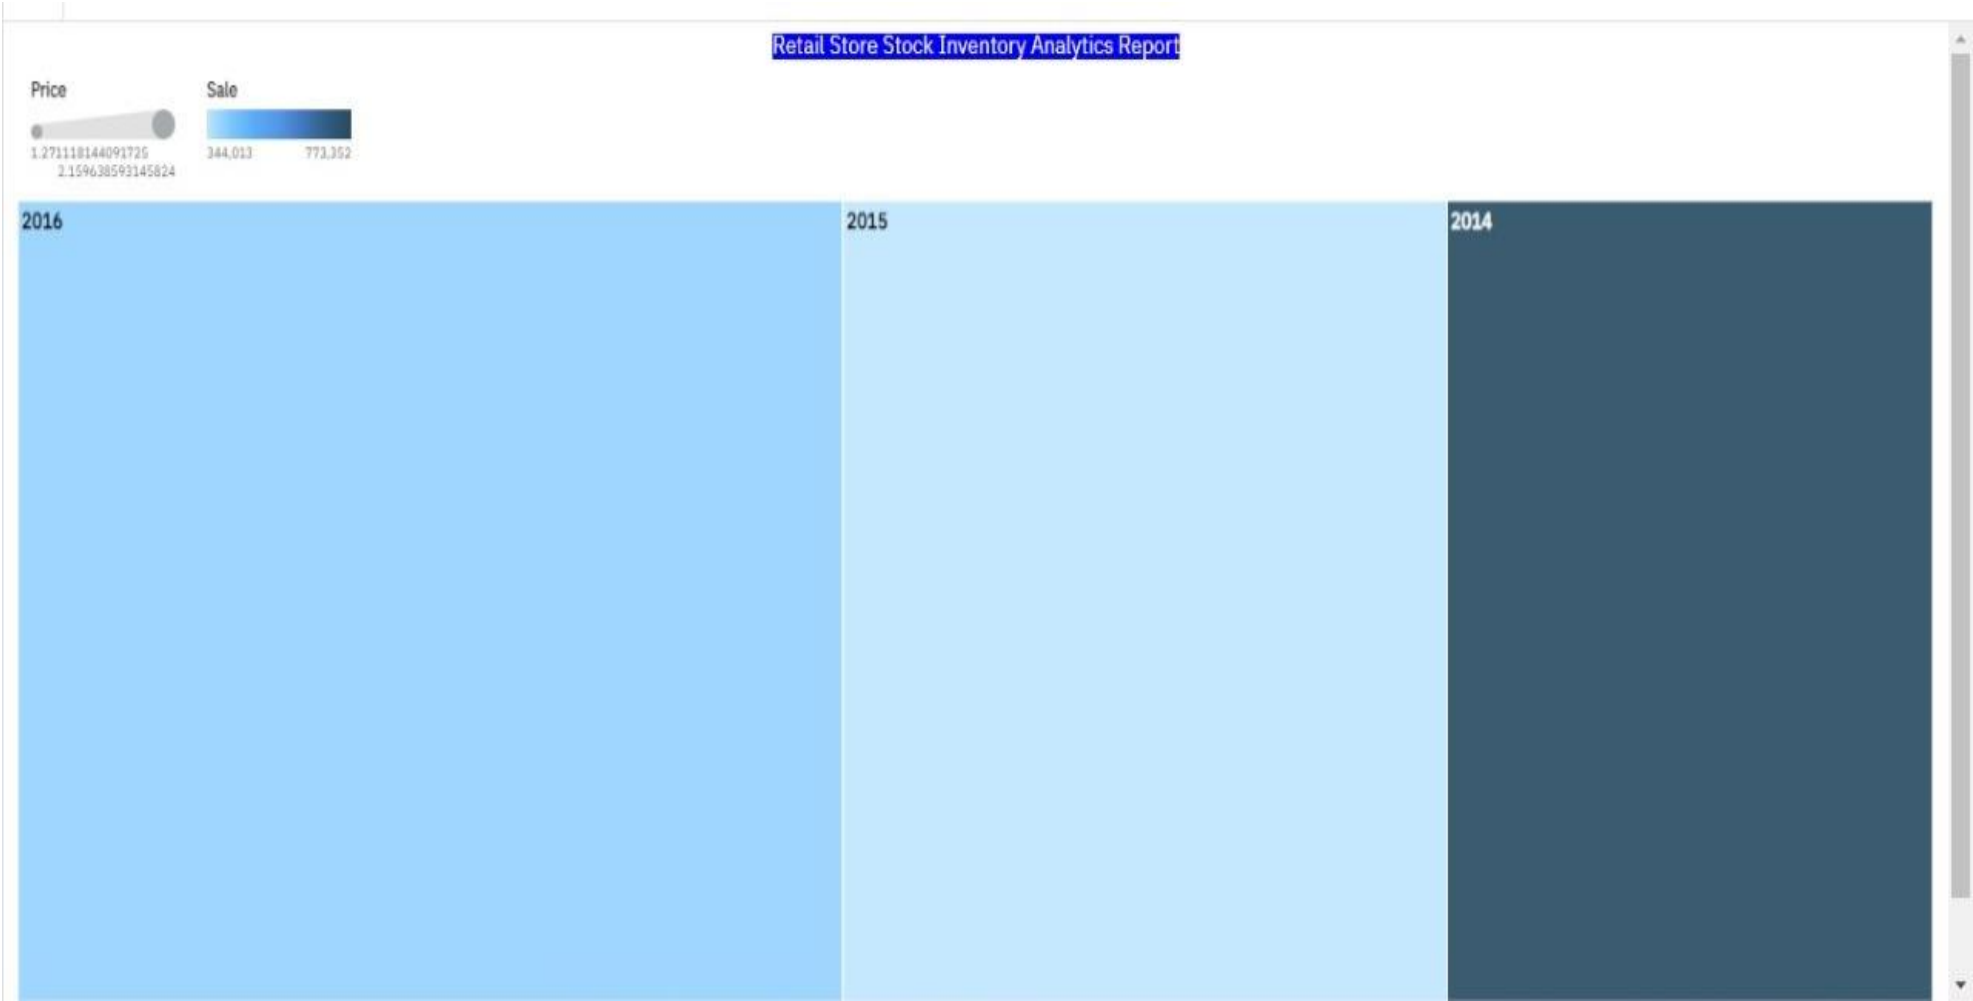 Retail Store Stock Inventory Analytics Report
Price
Sale
1.271118144091725
2.159638593145824
344,013
773,352
2016
2015
2014